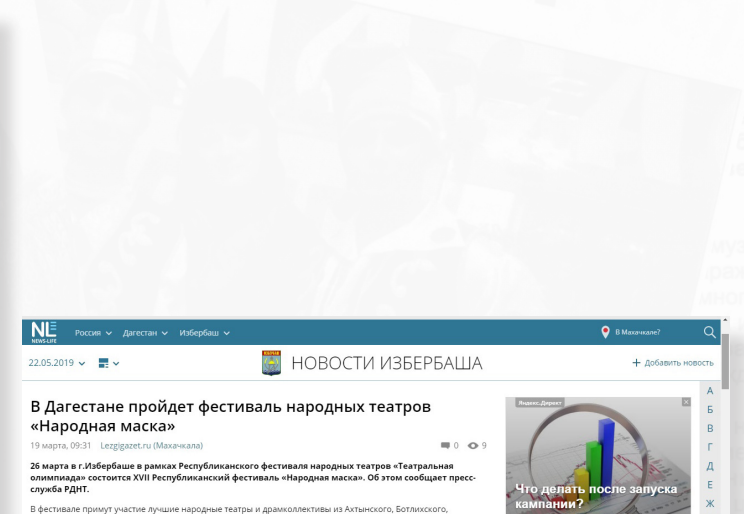 NL
NEWS-LIFE
Россия Дагестан Избербаш
В Махачкале?
22.05.2019
НОВОСТИ ИЗБЕРБАША
+ Добавить новость
В Дагестане пройдет фестиваль народных театров
«Народная маска»
19 марта, 09:31 Lezgigazet.ru (Махачкала)
0 9
26 марта в г.Избербаше в рамках Республиканского фестиваля народных театров «Театральная
олимпиада» состоится XVII Республиканский фестиваль «Народная маска». Об этом сообщает пресс-
служба РДНТ.
В фестивале примут участие лучшие народные театры и драмколлективы из Ахтынского, Ботлихского,
Яндекс.Директ
Что делать после запуска
кампании?
А
Б
В
Г
Д
Е
Ж